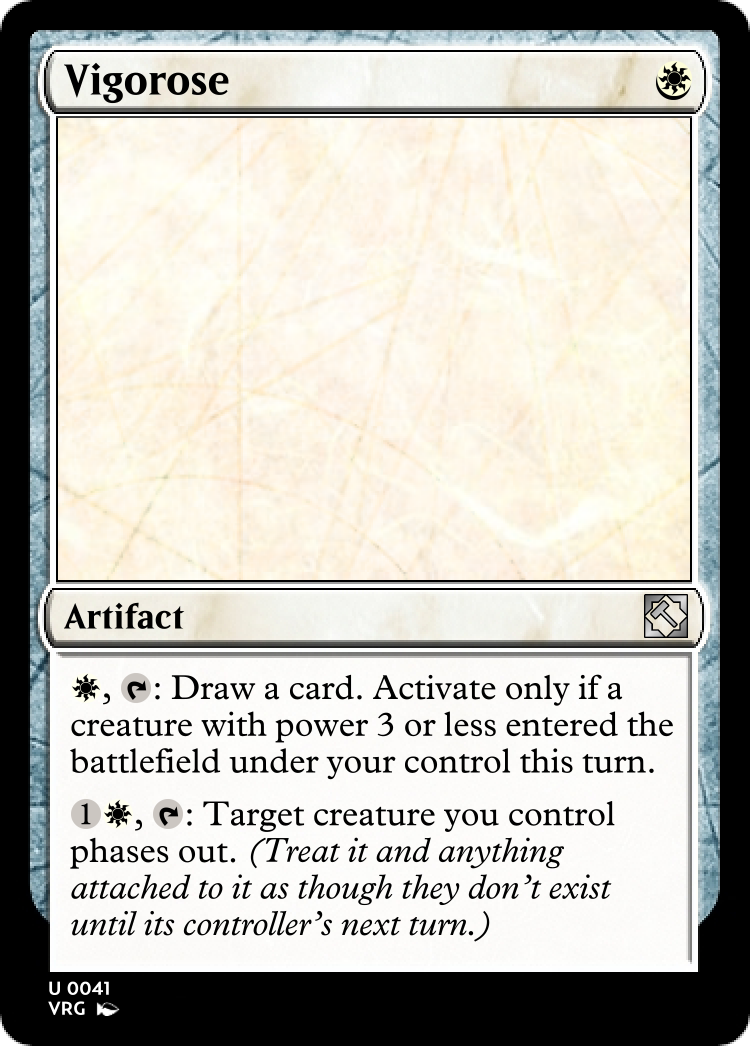 Vigorose
Artifact
, : Draw a card. Activate only if a
creature with power 3 or less entered the
battlefield under your control this turn.
1, : Target creature you control
phases out. (Treat it and anything
attached to it as though they don’t exist
until its controller’s next turn.)
U 0041
VRG